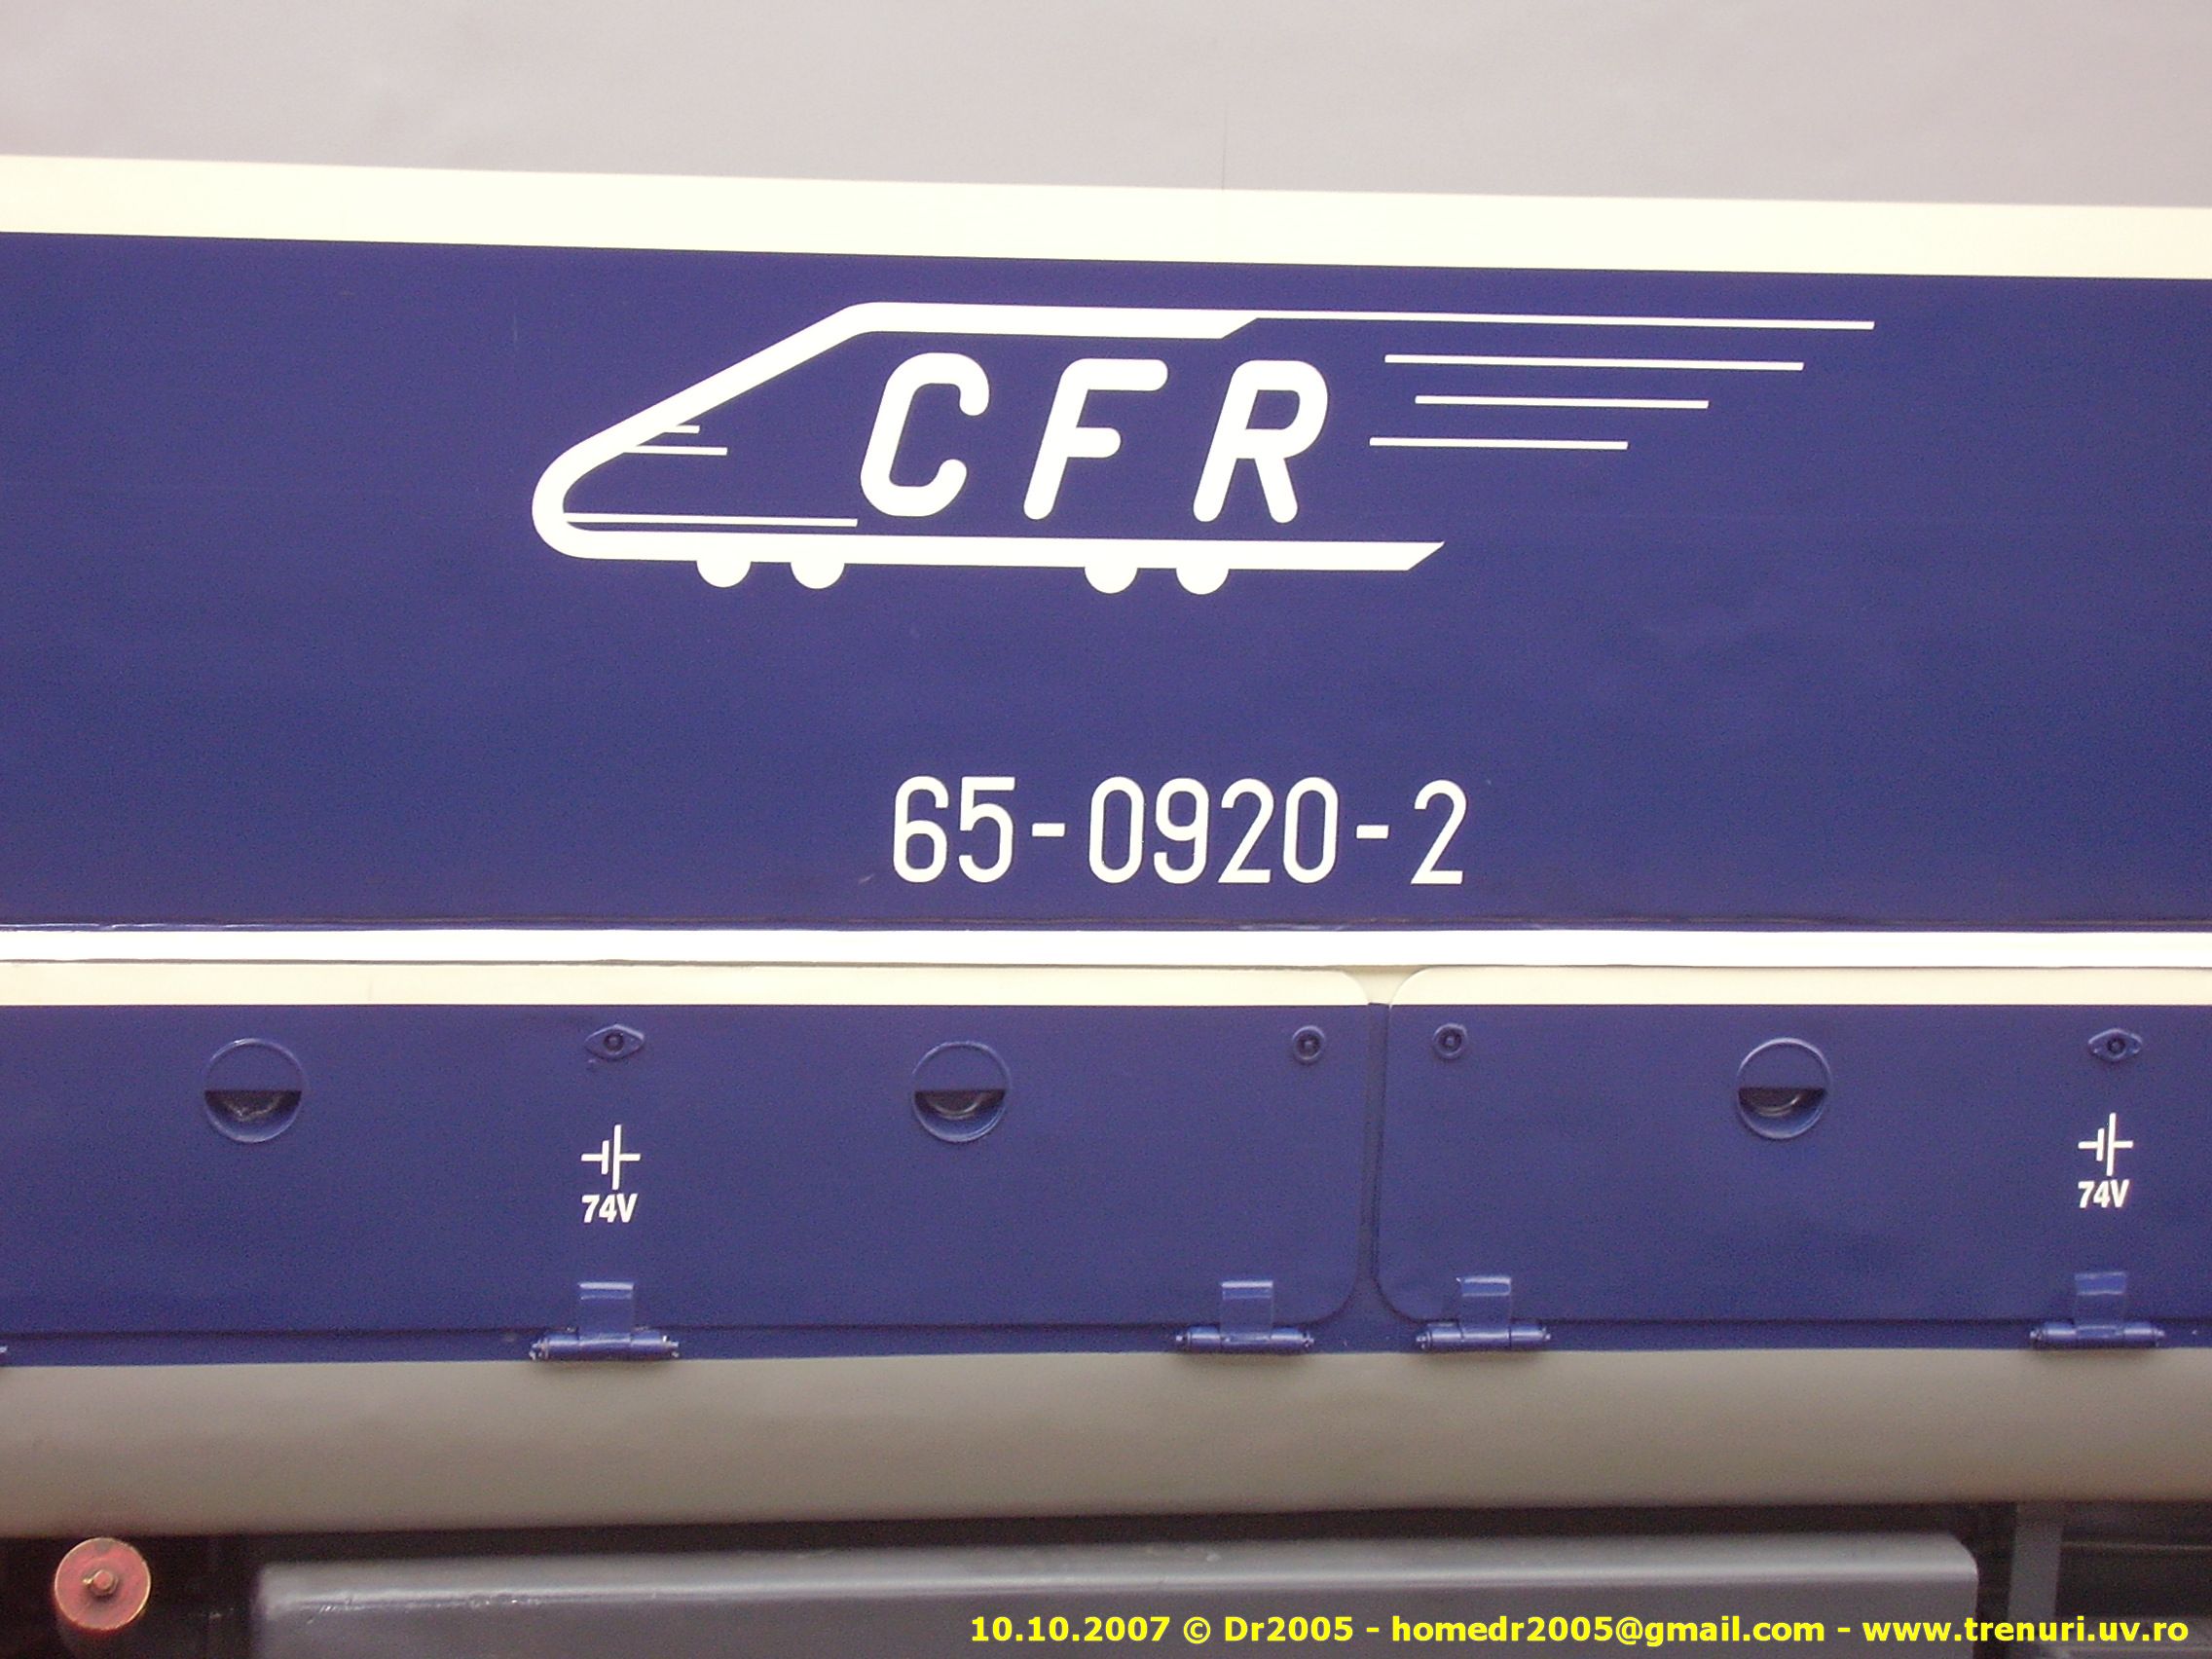 CFR
65-0920-2
74V
74V
10.10.2007 © Dr2005 - homedr2005@gmail.com - www.trenuri.uv.ro